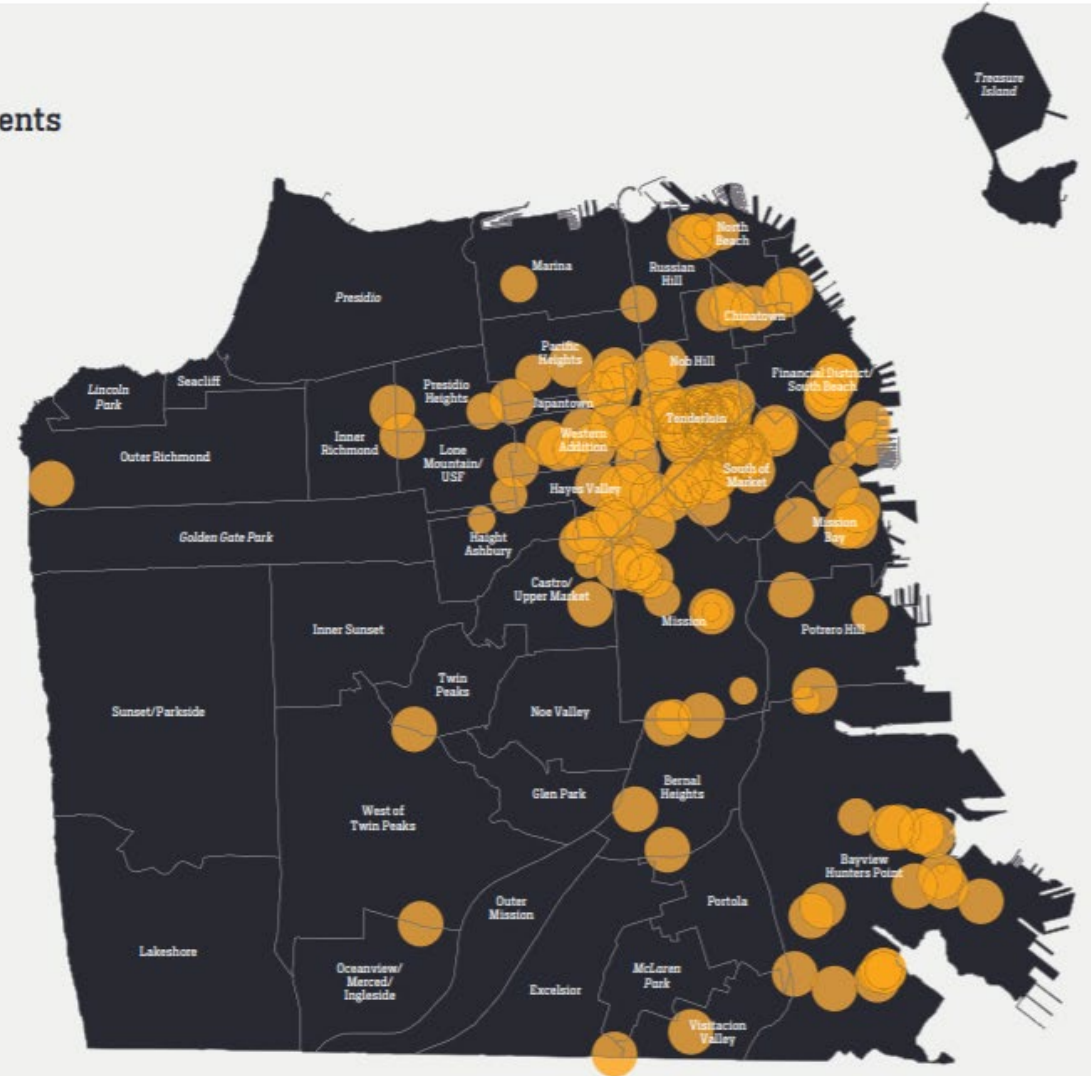 ents
Treasure
Island
North
Beach
Marina
Russian
Hill
Presidio
Chinatown
Pacific
Heights
Nob Hill
Financial District/
South Beach
Seacliff
Lincoln
Park
Presidio
Heights
Japantown
Tenderloin
Inner
Richmond
Western
Addition
Outer Richmond
Lone
Mountain/
USF
South of
Market
Hayes Valley
Mission
Bay
Golden Gate Park
Haight
Ashbury
Castro/
Upper Market
Mission
Potrero Hill
Inner Sunset
Twin
Peaks
Sunset/Parkside
Noe Valley
Glen Park
Bernal
Heights
West of
Twin Peaks
Bayview
Hunters Point
Outer
Mission
Portola
Lakeshore
Oceanview/
Merced/
Ingleside
McLaren
Park
Excelsior
Visitacion
Valley